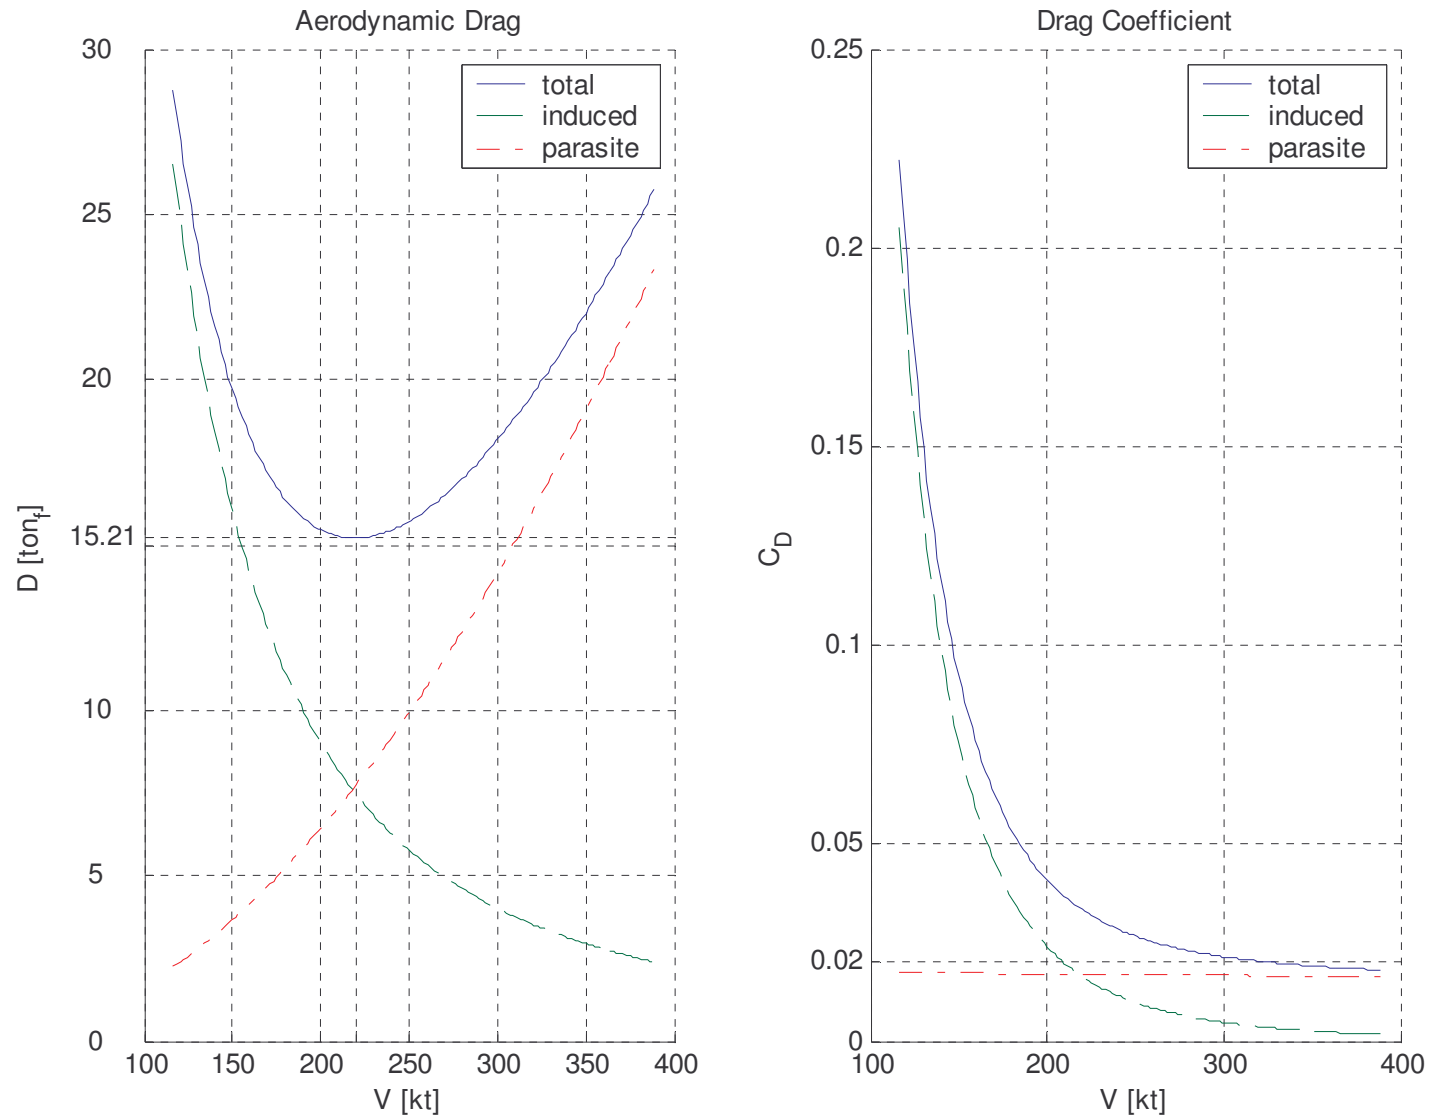 Aerodynamic Drag
30
25
20
15.21
10
5
0
100 150 200 250 300 350 400
V [kt]
D [ton_f]
total
induced
parasite
Drag Coefficient
0.25
0.2
0.15
0.1
0.05
0.02
0
100 200 300 400
V [kt]
C_D
total
induced
parasite